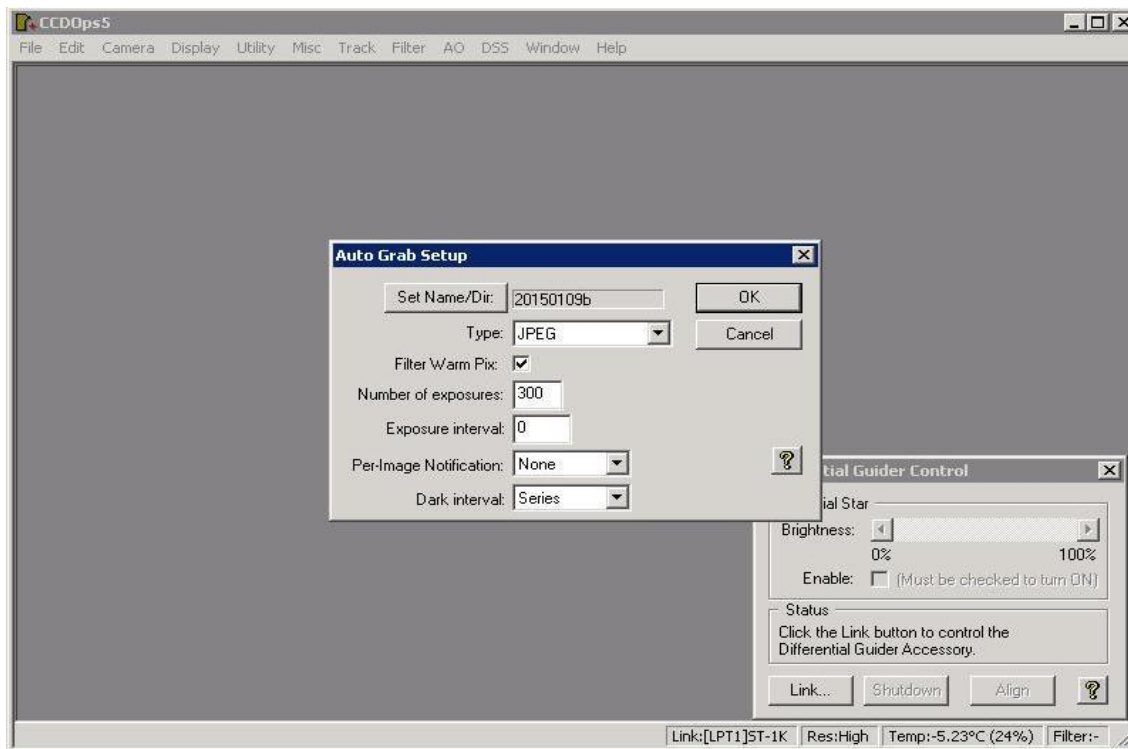 CCDOps5
File Edit Camera Display Utility Misc Track Filter AO DSS Window Help
Auto Grab Setup
Set Name/Dir: 20150109b OK
Type: JPEG Cancel
Filter Warm Pix:
Number of exposures: 300
Exposure interval: 0
Per-Image Notification: None ?
Dark interval: Series
tial Guider Control
ial Star
Brightness:
0% 100%
Enable: (Must be checked to turn ON)
Status
Click the Link button to control the
Differential Guider Accessory.
Link... Shutdown Align ?
Link:[LPT1]ST-1K Res:High Temp:-5.23°C (24%) Filter:-